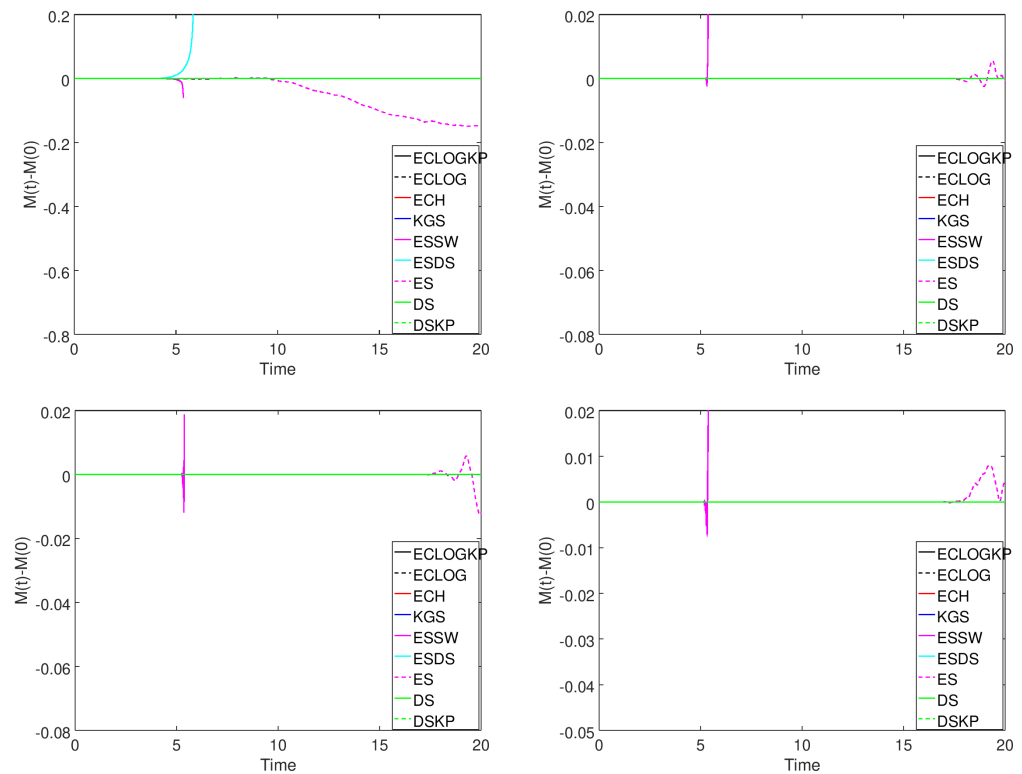 0.2
0
-0.2
-0.4
-0.6
-0.8
M(t)-M(0)
0 5 10 15 20
Time
ECLOGKP
ECLOG
ECH
KGS
ESSW
ESDS
ES
DS
DSKP
0.02
0
-0.02
-0.04
-0.06
-0.08
M(t)-M(0)
0 5 10 15 20
Time
ECLOGKP
ECLOG
ECH
KGS
ESSW
ESDS
ES
DS
DSKP
0.02
0
-0.02
-0.04
-0.06
-0.08
M(t)-M(0)
0 5 10 15 20
Time
ECLOGKP
ECLOG
ECH
KGS
ESSW
ESDS
ES
DS
DSKP
0.02
0.01
0
-0.01
-0.02
-0.03
-0.04
-0.05
M(t)-M(0)
0 5 10 15 20
Time
ECLOGKP
ECLOG
ECH
KGS
ESSW
ESDS
ES
DS
DSKP